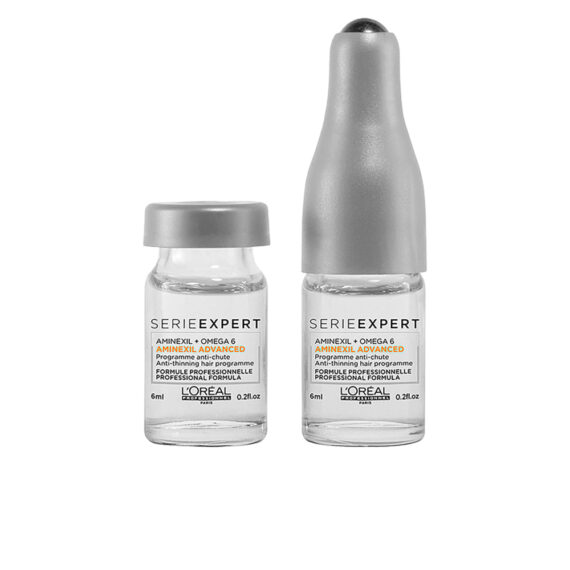 SERIEEXPERT
AMINEXIL + OMEGA 6
AMINEXIL ADVANCED
Programme anti-chute
Anti-thinning hair programme
FORMULE PROFESSIONNELLE
PROFESSIONAL FORMULA
L'ORÉAL
PROFESSIONNEL
PARIS
6ml 0.2fl.oz
SERIEEXPERT
AMINEXIL + OMEGA 6
AMINEXIL ADVANCED
Programme anti-chute
Anti-thinning hair programme
FORMULE PROFESSIONNELLE
PROFESSIONAL FORMULA
L'ORÉAL
PROFESSIONNEL
PARIS
6ml 0.2fl.oz